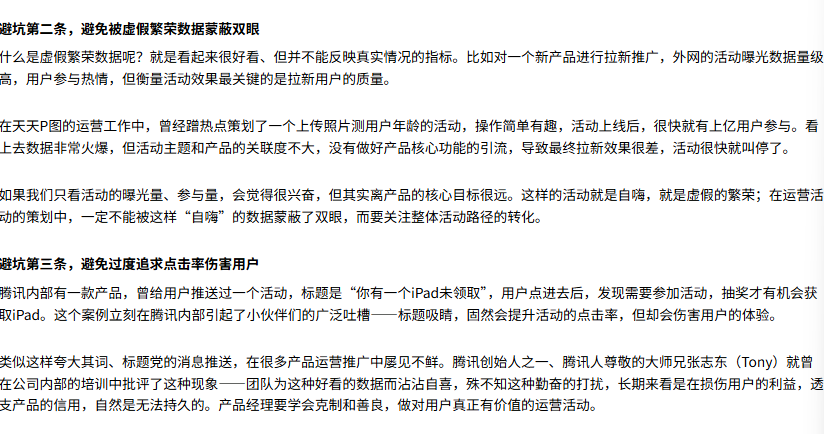 避坑第二条，避免被虚假繁荣数据蒙蔽双眼
什么是虚假繁荣数据呢？就是看起来很好看、但并不能反映真实情况的指标。比如对一个新产品进行拉新推广，外网的活动曝光数据量级
高，用户参与热情，但衡量活动效果最关键的是拉新用户的质量。
在天天P图的运营工作中，曾经蹭热点策划了一个上传照片测用户年龄的活动，操作简单有趣，活动上线后，很快就有上亿用户参与。看
上去数据非常火爆，但活动主题和产品的关联度不大，没有做好产品核心功能的引流，导致最终拉新效果很差，活动很快就叫停了。
如果我们只看活动的曝光量、参与量，会觉得很兴奋，但其实离产品的核心目标很远。这样的活动就是自嗨，就是虚假的繁荣；在运营活
动的策划中，一定不能被这样“自嗨”的数据蒙蔽了双眼，而要关注整体活动路径的转化。
避坑第三条，避免过度追求点击率伤害用户
腾讯内部有一款产品，曾给用户推送过一个活动，标题是“你有一个iPad未领取”，用户点进去后，发现需要参加活动，抽奖才有机会获
取iPad。这个案例立刻在腾讯内部引起了小伙伴们的广泛吐槽——标题吸睛，固然会提升活动的点击率，但却会伤害用户的体验。
类似这样夸大其词、标题党的消息推送，在很多产品运营推广中屡见不鲜。腾讯创始人之一、腾讯人尊敬的大师兄张志东（Tony）就曾
在公司内部的培训中批评了这种现象——团队为这种好看的数据而沾沾自喜，殊不知这种勤奋的打扰，长期来看是在损伤用户的利益，透
支产品的信用，自然是无法持久的。产品经理要学会克制和善良，做对用户真正有价值的运营活动。